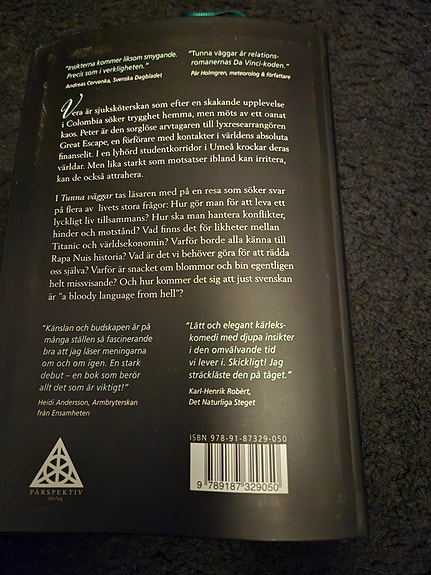 "Insikterna kommer liksom smygande.
Precis som i verkligheten."
Andreas Cervenka, Svenska Dagbladet
"Tunna väggar är relations-
romanernas Da Vinci-koden."
Pär Holmgren, meteorolog & författare
Vera är sjuksköterskan som efter en skakande upplevelse
i Colombia söker trygghet hemma, men möts av ett oanat
kaos. Peter är den sorglöse arvtagaren till lyxresearrangören
Great Escape, en förförare med kontakter i världens absoluta
finanselit. I en lyhörd studentkorridor i Umeå krockar deras
världar. Men lika starkt som motsatser ibland kan irritera,
kan de också attrahera.
I Tunna väggar tas läsaren med på en resa som söker svar
på flera av livets stora frågor: Hur gör man för att leva ett
lyckligt liv tillsammans? Hur ska man hantera konflikter,
hinder och motstånd? Vad finns det för likheter mellan
Titanic och världsekonomin? Varför borde alla känna till
Rapa Nuis historia? Vad är det vi behöver göra för att rädda
oss själva? Varför är snacket om blommor och bin egentligen
helt missvisande? Och hur kommer det sig att just svenskan
är "a bloody language from hell"?
"Känslan och budskapen är på
många ställen så fascinerande
bra att jag läser meningarna
om och om igen. En stark
debut – en bok som berör
allt det som är viktigt!"
Heidi Andersson, Armbryterskan
från Ensamheten
"Lätt och elegant kärleks-
komedi med djupa insikter
i den omvälvande tid
vi lever i. Skickligt! Jag
sträckläste den på tåget."
Karl-Henrik Robèrt,
Det Naturliga Steget
PÄRSPEKTIV
förlag
ISBN 978-91-87329-050
9 789187 329050